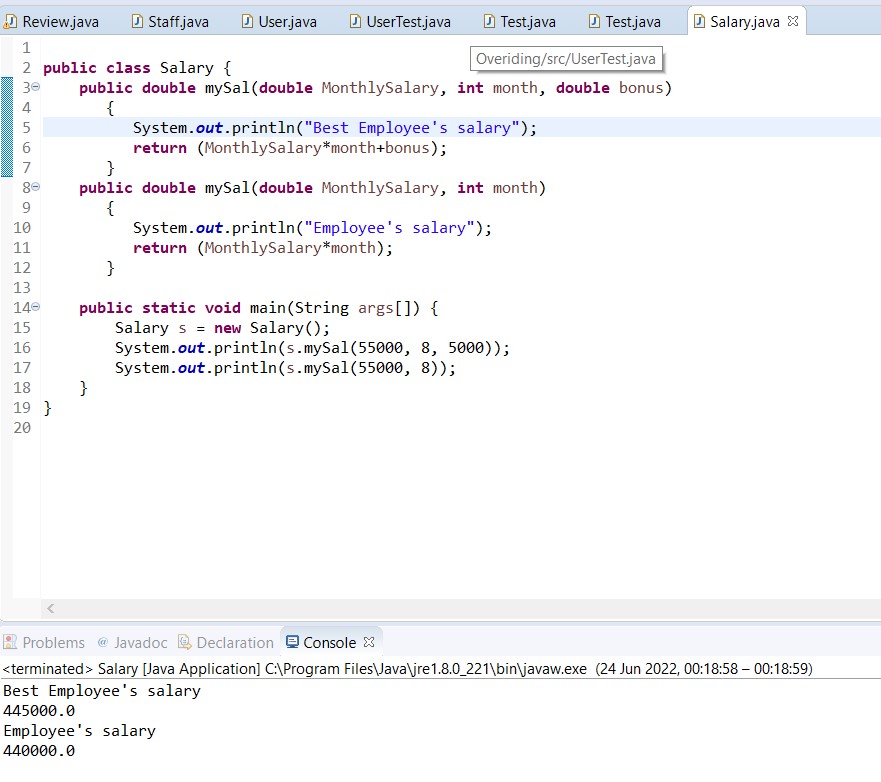 Review.java Staff.java User.java UserTest.java Test.java Test.java Salary.java
Overiding/src/UserTest.java
1
2 public class Salary {
3 public double mySal(double MonthlySalary, int month, double bonus)
4 {
5 System.out.println("Best Employee's salary");
6 return (MonthlySalary*month+bonus);
7 }
8 public double mySal(double MonthlySalary, int month)
9 {
10 System.out.println("Employee's salary");
11 return (MonthlySalary*month);
12 }
13
14 public static void main(String args[]) {
15 Salary s = new Salary();
16 System.out.println(s.mySal(55000, 8, 5000));
17 System.out.println(s.mySal(55000, 8));
18 }
19 }
20
Problems @ Javadoc Declaration Console
<terminated> Salary [Java Application] C:\Program Files\Java\jre1.8.0_221\bin\javaw.exe (24 Jun 2022, 00:18:58 – 00:18:59)
Best Employee's salary
445000.0
Employee's salary
440000.0